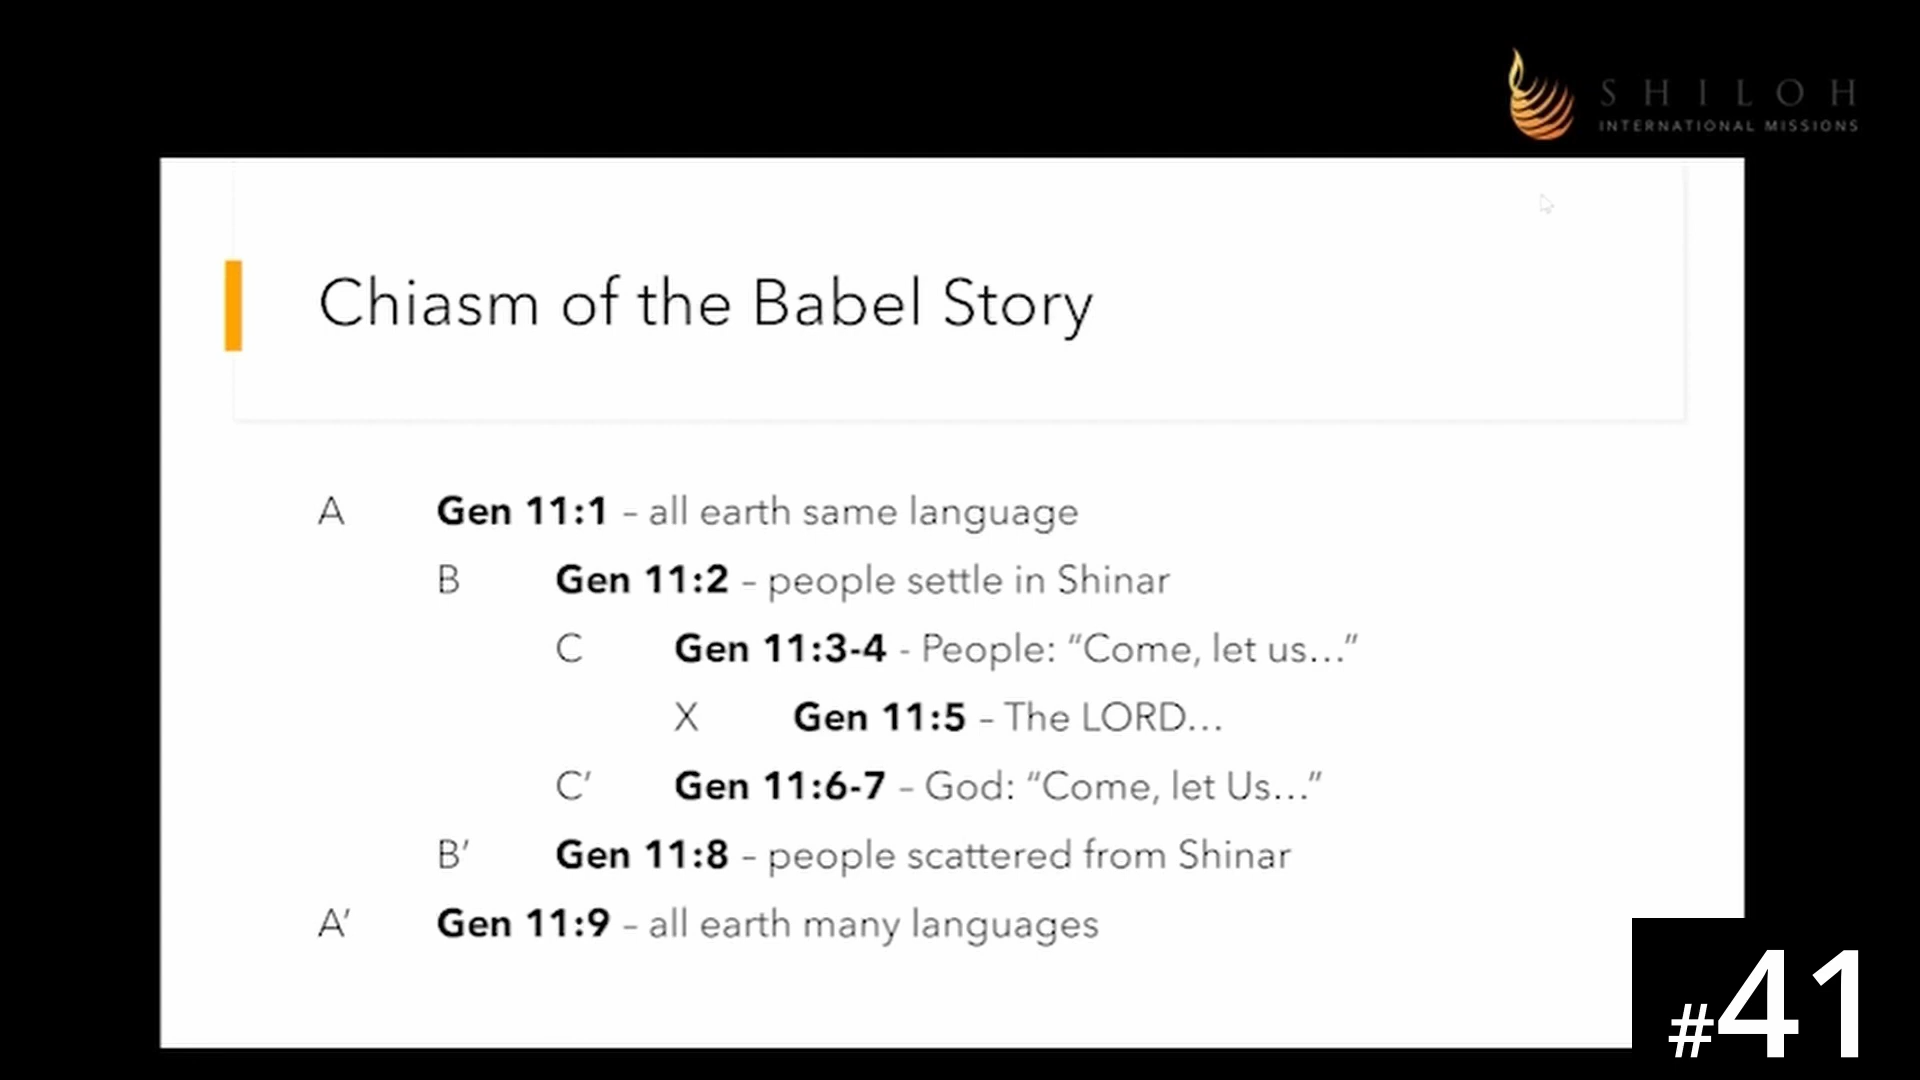 SHILOH
INTERNATIONAL MISSIONS
Chiasm of the Babel Story
A Gen 11:1 – all earth same language
B Gen 11:2 – people settle in Shinar
C Gen 11:3-4 - People: “Come, let us…”
X Gen 11:5 – The LORD…
C’ Gen 11:6-7 – God: “Come, let Us…”
B’ Gen 11:8 – people scattered from Shinar
A’ Gen 11:9 – all earth many languages
#41